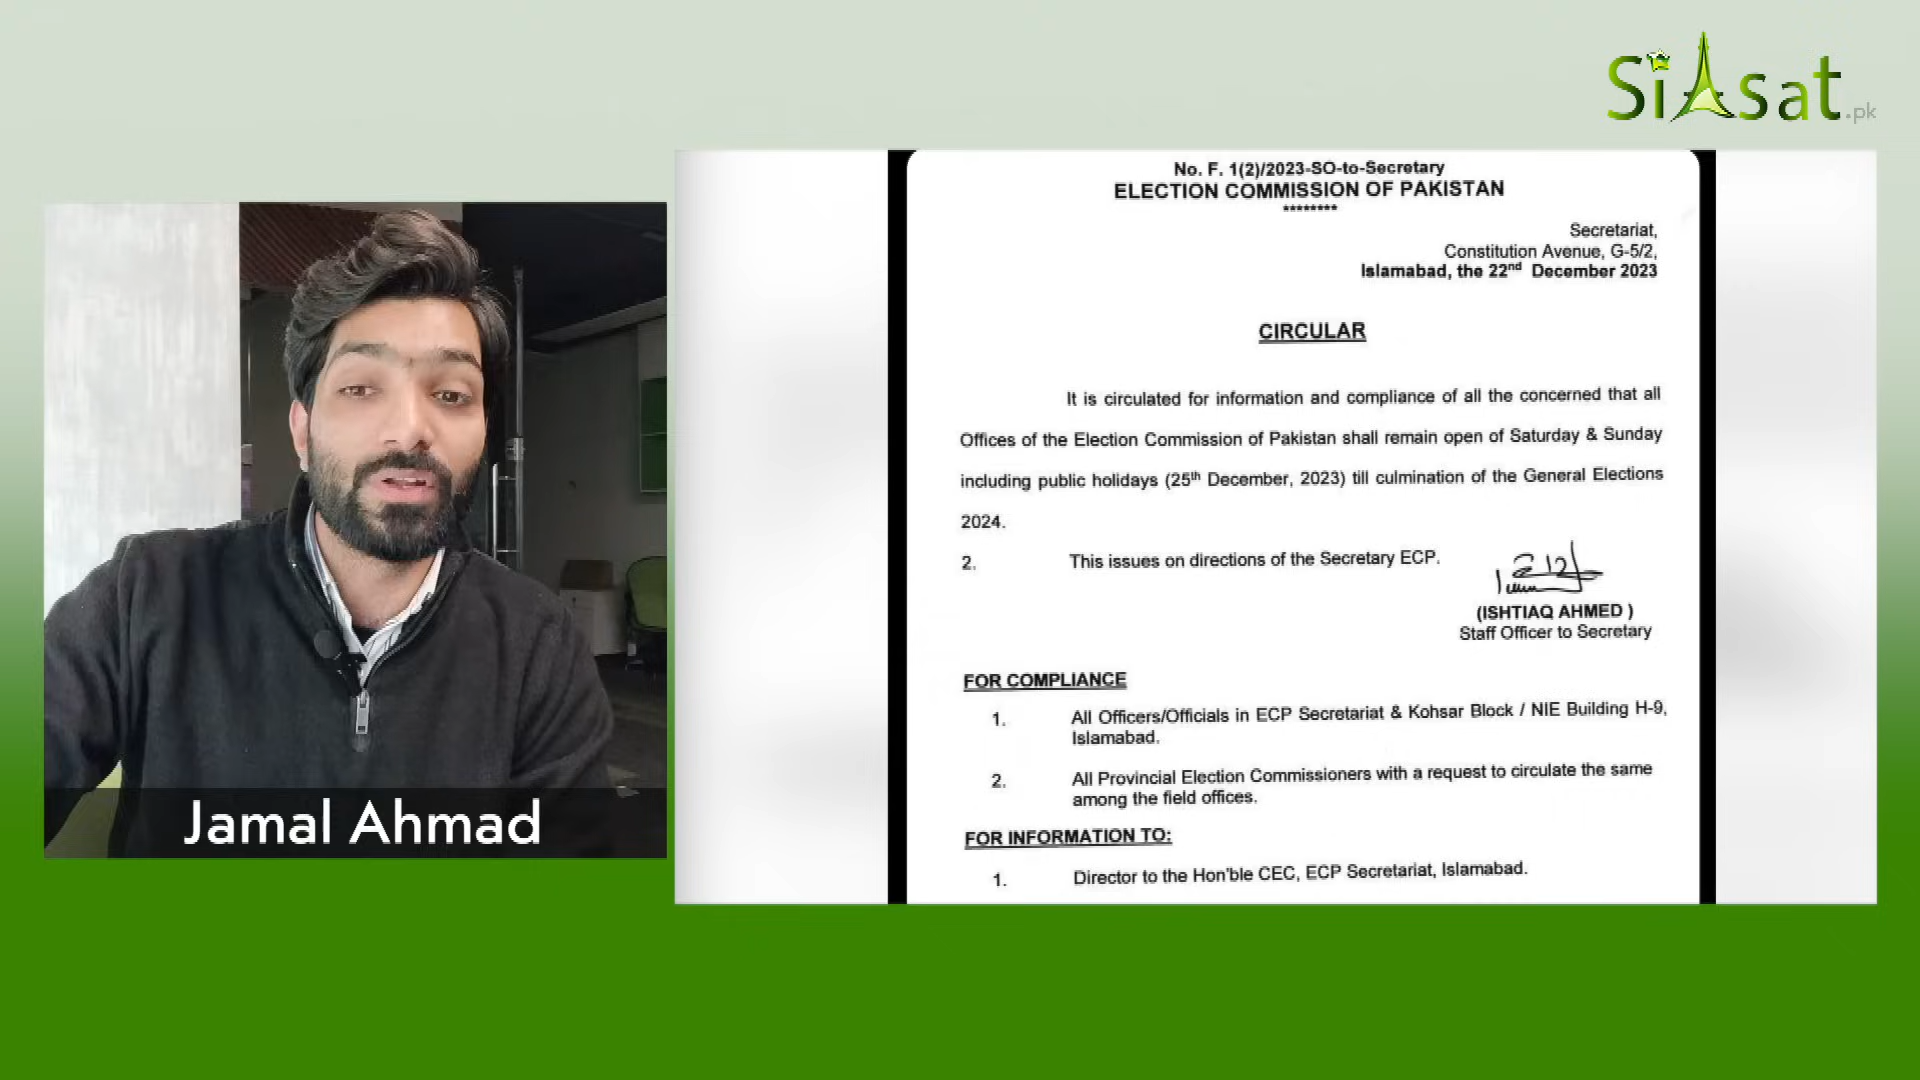 SiAsat.pk
No. F. 1(2)/2023-SO-to-Secretary
ELECTION COMMISSION OF PAKISTAN
********
Secretariat,
Constitution Avenue, G-5/2,
Islamabad, the 22nd December 2023
CIRCULAR
It is circulated for information and compliance of all the concerned that all
Offices of the Election Commission of Pakistan shall remain open of Saturday & Sunday
including public holidays (25th December, 2023) till culmination of the General Elections
2024.
2. This issues on directions of the Secretary ECP.
(ISHTIAQ AHMED )
Staff Officer to Secretary
FOR COMPLIANCE
1. All Officers/Officials in ECP Secretariat & Kohsar Block / NIE Building H-9,
Islamabad.
2. All Provincial Election Commissioners with a request to circulate the same
among the field offices.
FOR INFORMATION TO:
1. Director to the Hon'ble CEC, ECP Secretariat, Islamabad.
Jamal Ahmad